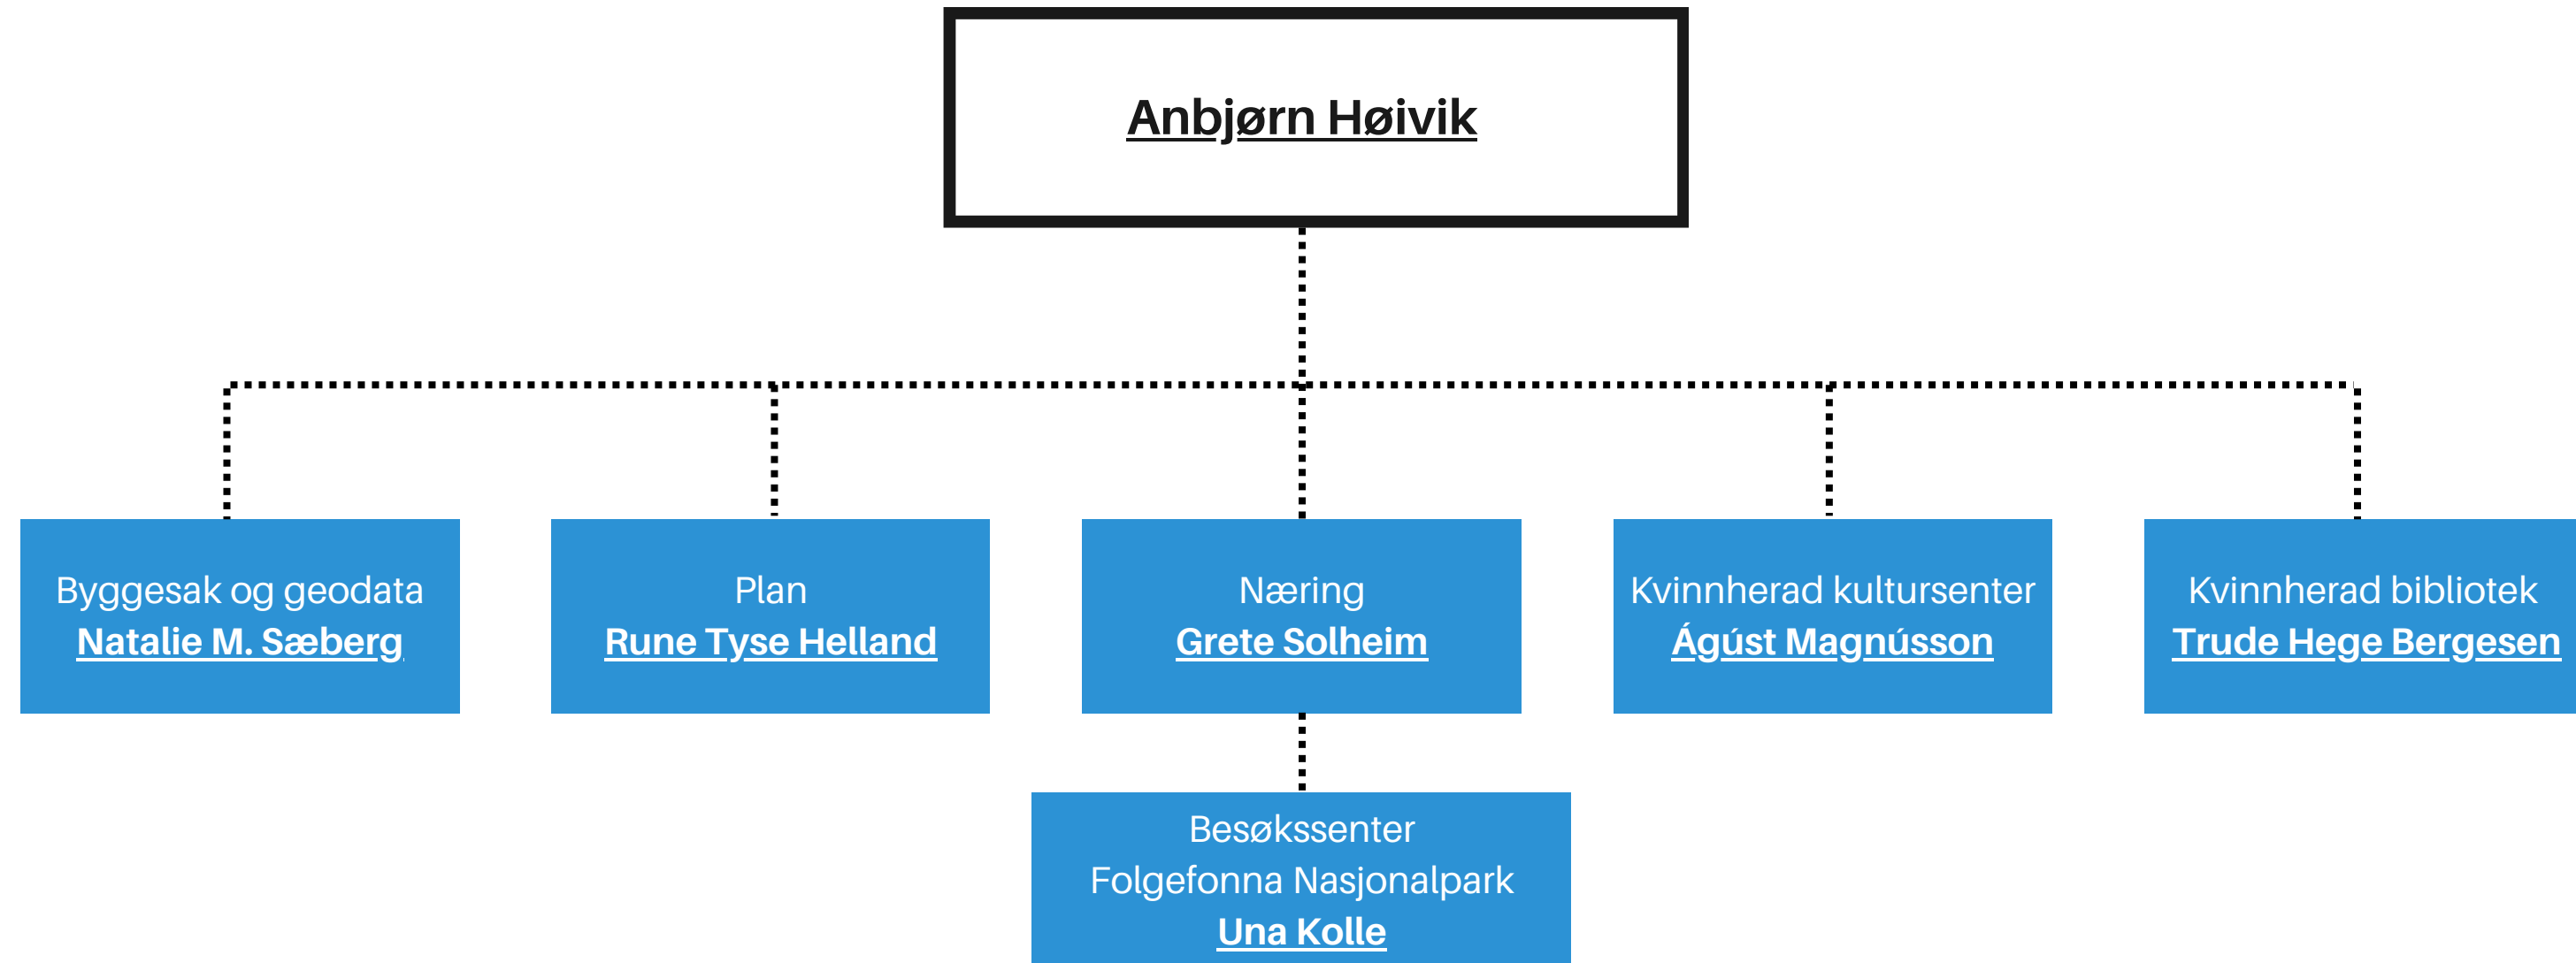 Anbjørn Høivik
Byggesak og geodata
Natalie M. Sæberg
Plan
Rune Tyse Helland
Næring
Grete Solheim
Kvinnherad kultursenter
Ágúst Magnússon
Kvinnherad bibliotek
Trude Hege Bergesen
Besøkssenter
Folgefonna Nasjonalpark
Una Kolle